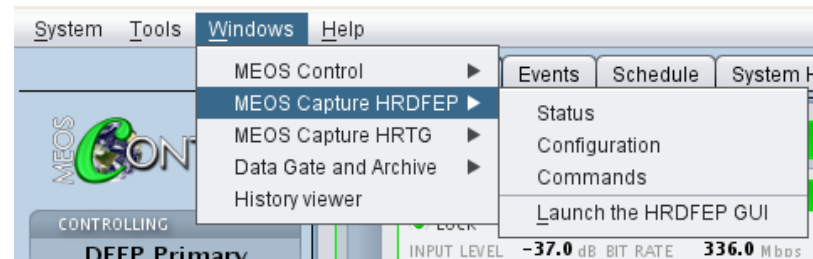 System Tools Windows Help
MEOS Control
MEOS Capture HRDFEP
MEOS Capture HRTG
Data Gate and Archive
History viewer
Status
Configuration
Commands
Launch the HRDFEP GUI
Events Schedule System H
MEOS
CONT
CONTROLLING
DFEP Primary
LOCK
INPUT LEVEL -37.0 dB BIT RATE 336.0 Mbps